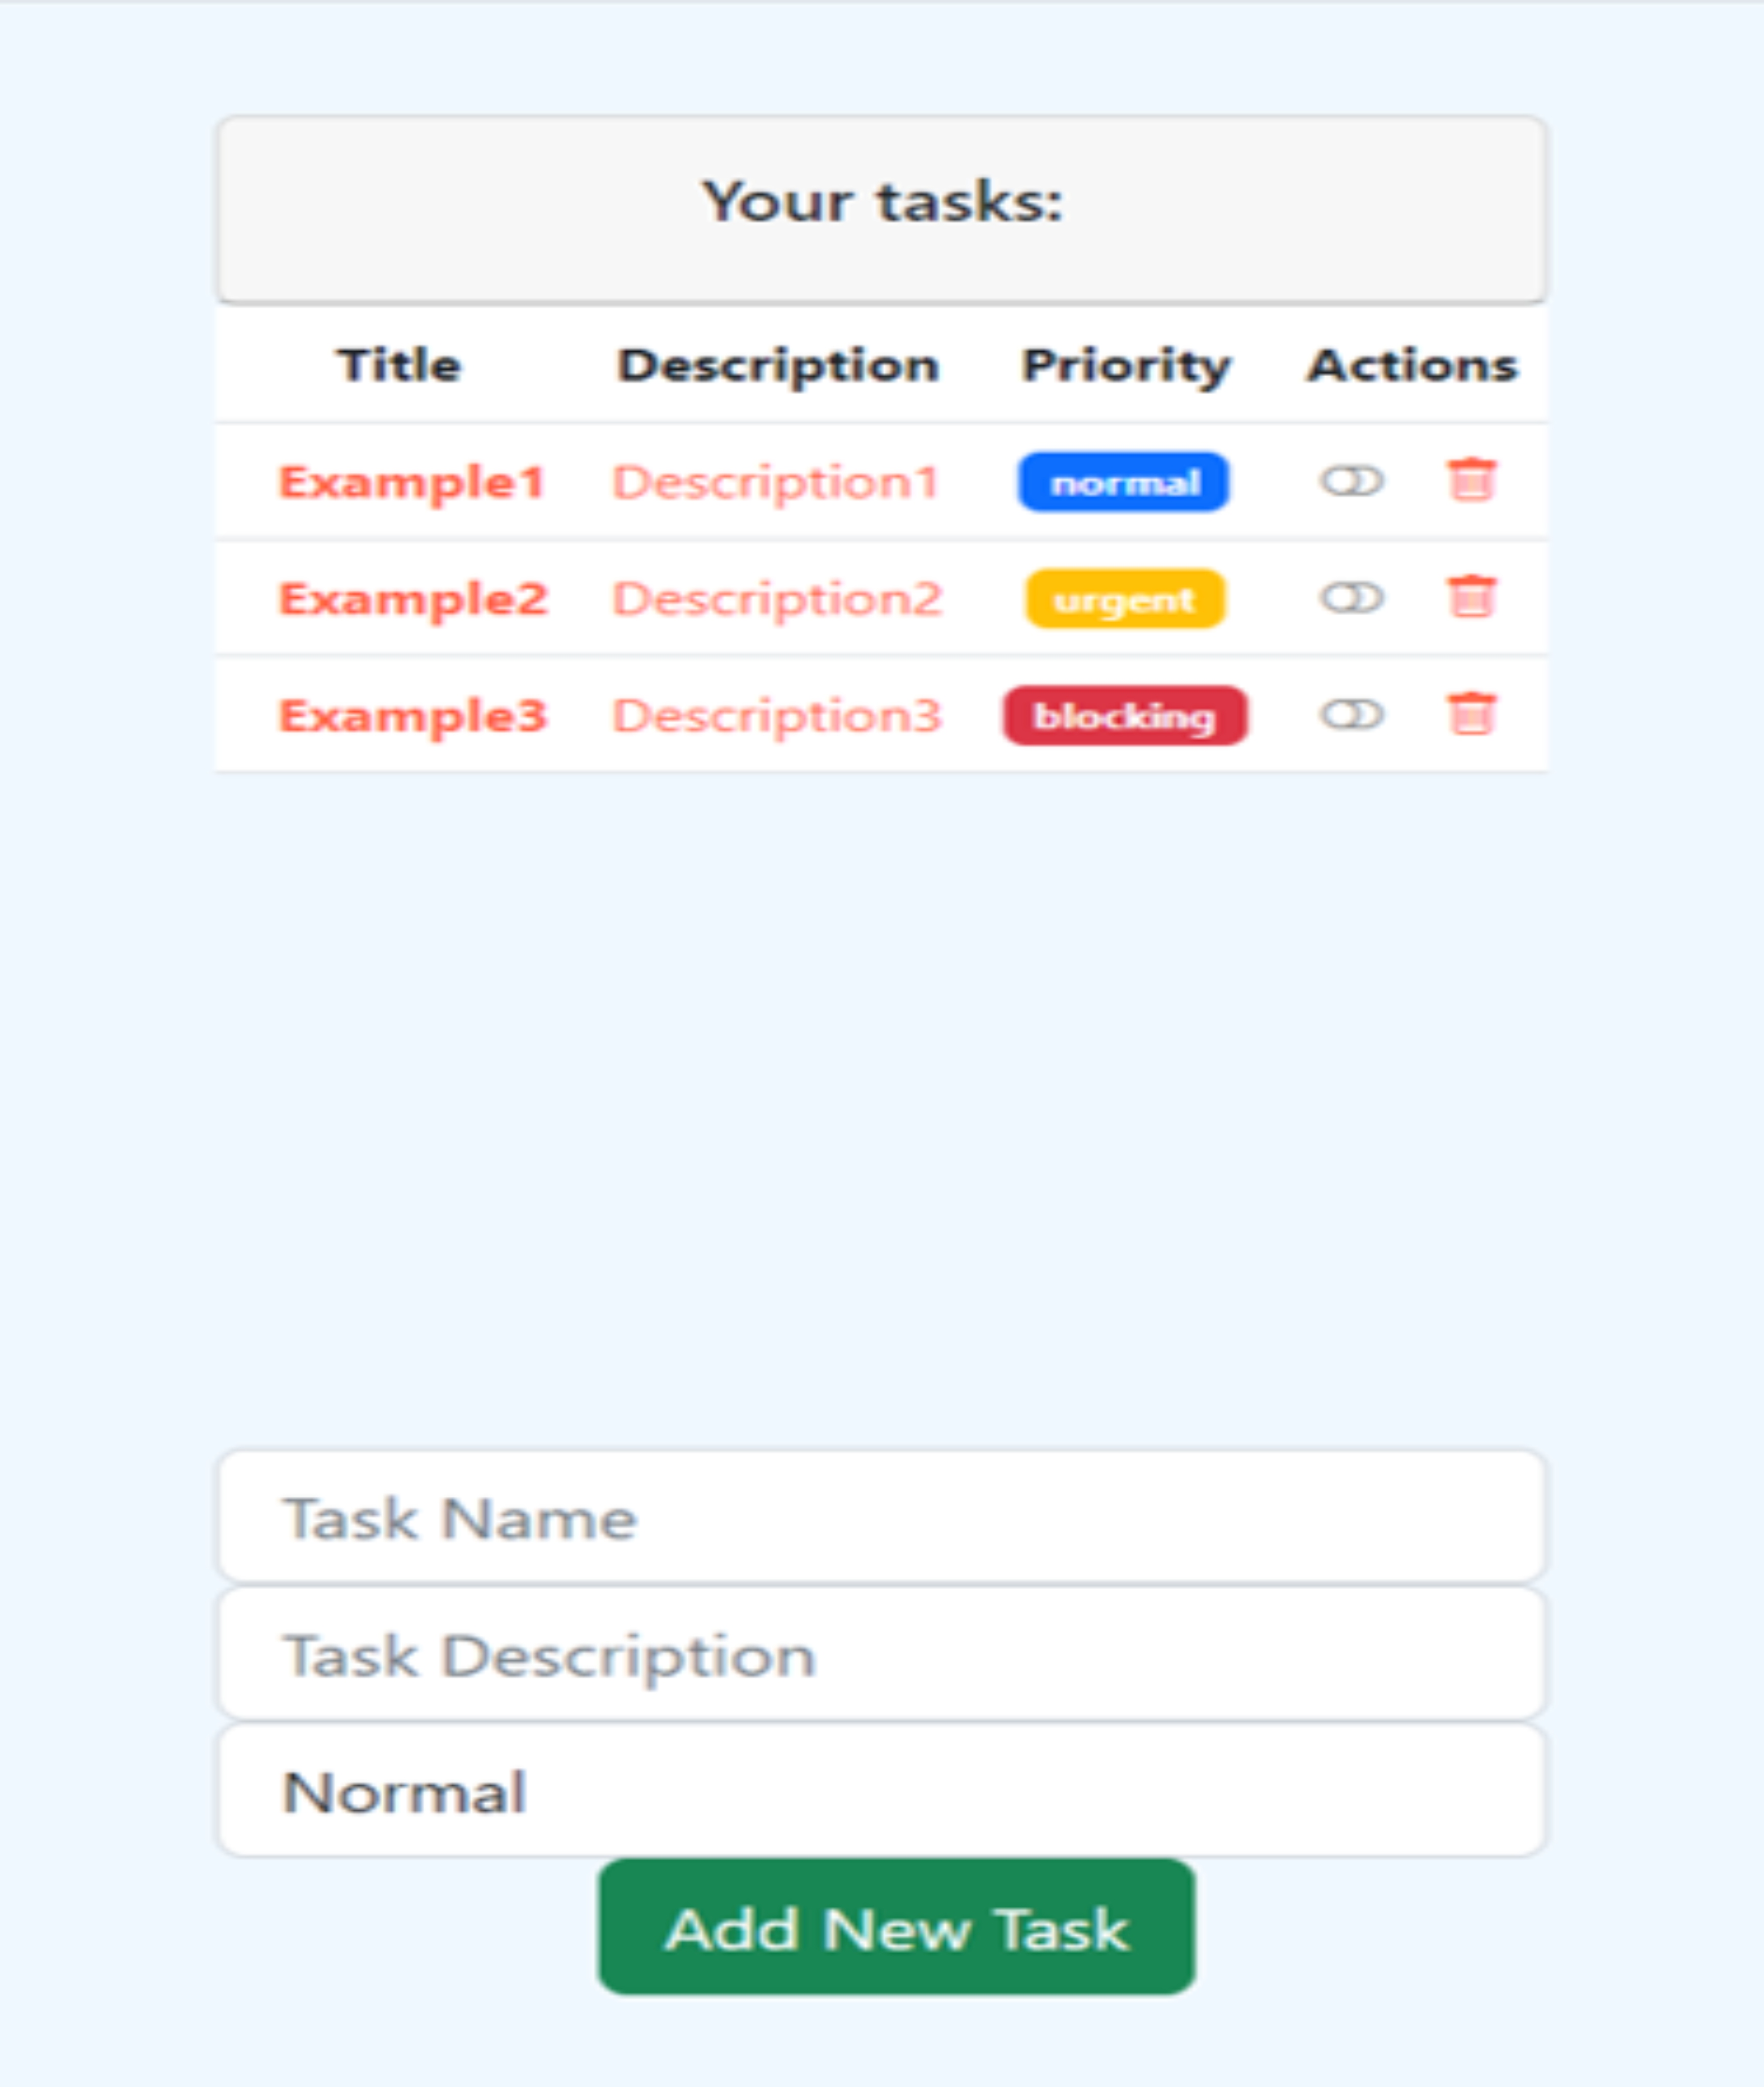 Your tasks:
Title Description Priority Actions
Example1 Description1 normal
Example2 Description2 urgent
Example3 Description3 blocking
Task Name
Task Description
Normal
Add New Task